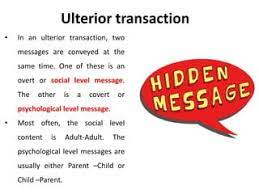 Ulterior transaction
• In an ulterior transaction, two
messages are conveyed at the
same time. One of these is an
overt or social level message.
The other is a covert or
psychological level message.
• Most often, the social level
content is Adult-Adult. The
psychological level messages are
usually either Parent –Child or
Child –Parent.
HIDDEN
MESSAGE